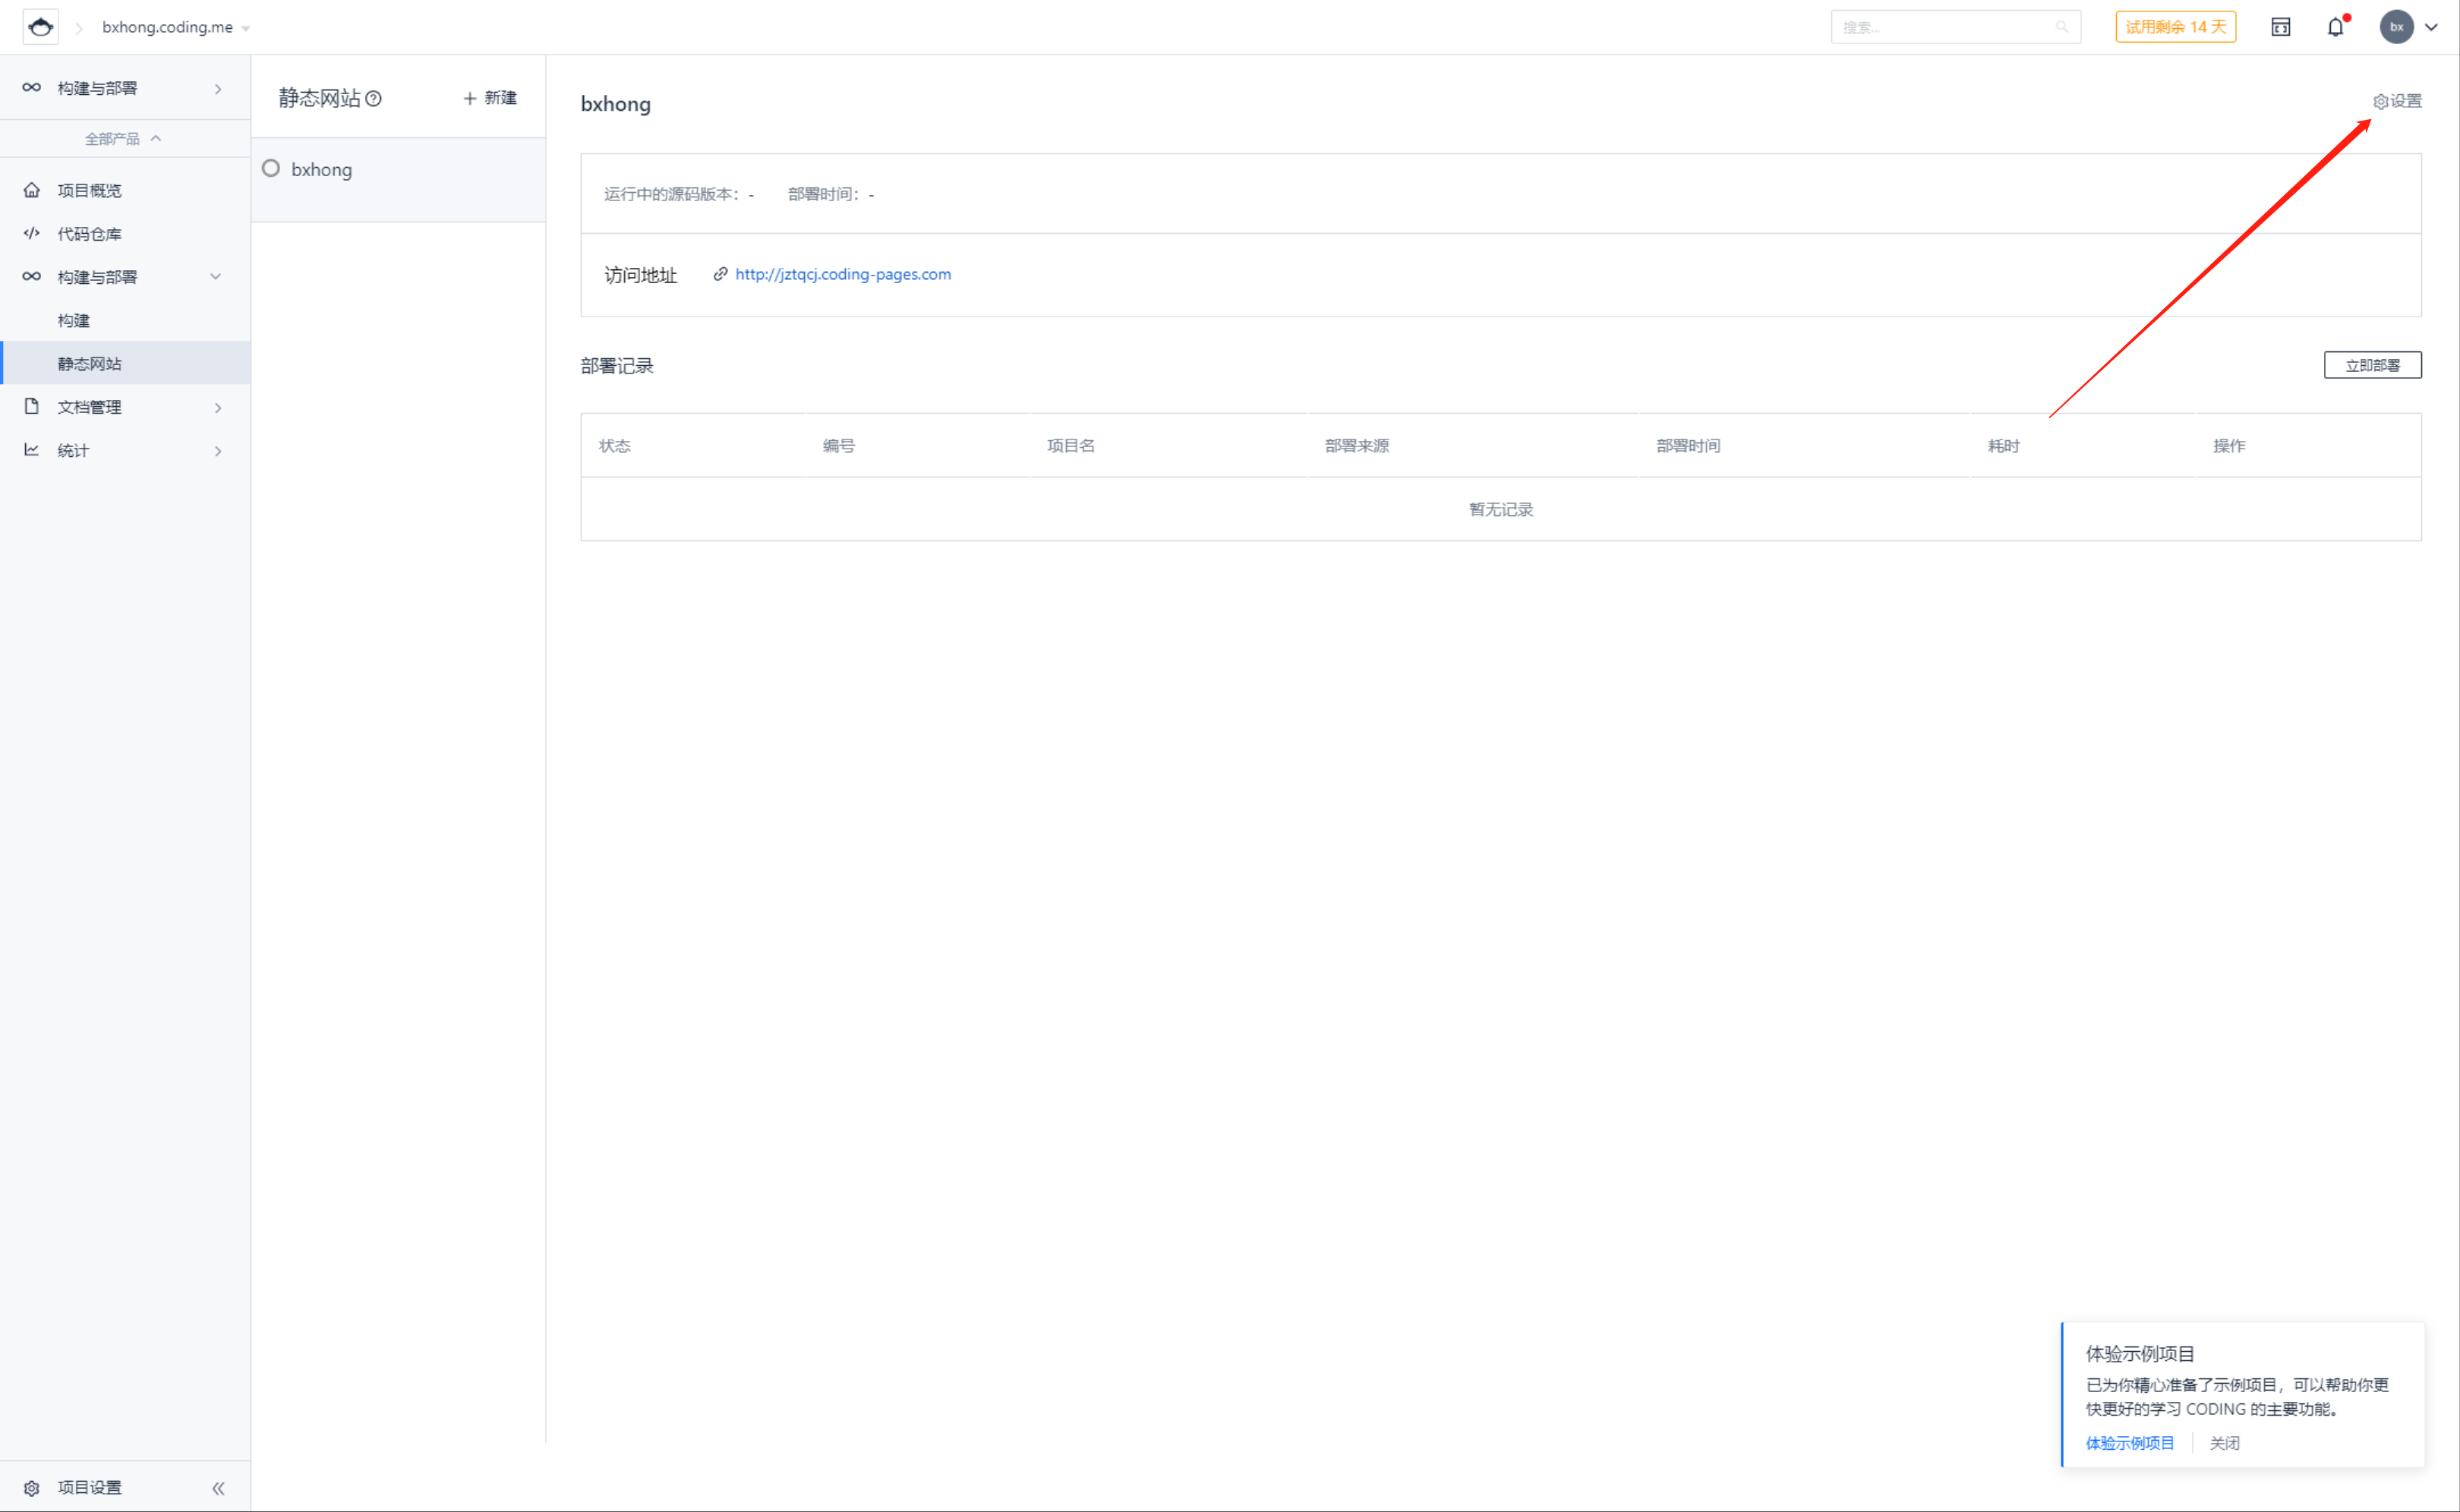 bxhong.coding.me
搜索...
试用剩余 14 天
bx
构建与部署
全部产品
项目概览
代码仓库
构建与部署
构建
静态网站
文档管理
统计
项目设置
静态网站
+ 新建
bxhong
bxhong
设置
运行中的源码版本：- 部署时间：-
访问地址 http://jztqcj.coding-pages.com
部署记录
立即部署
状态 编号 项目名 部署来源 部署时间 耗时 操作
暂无记录
体验示例项目
已为你精心准备了示例项目，可以帮助你更
快更好的学习 CODING 的主要功能。
体验示例项目 关闭